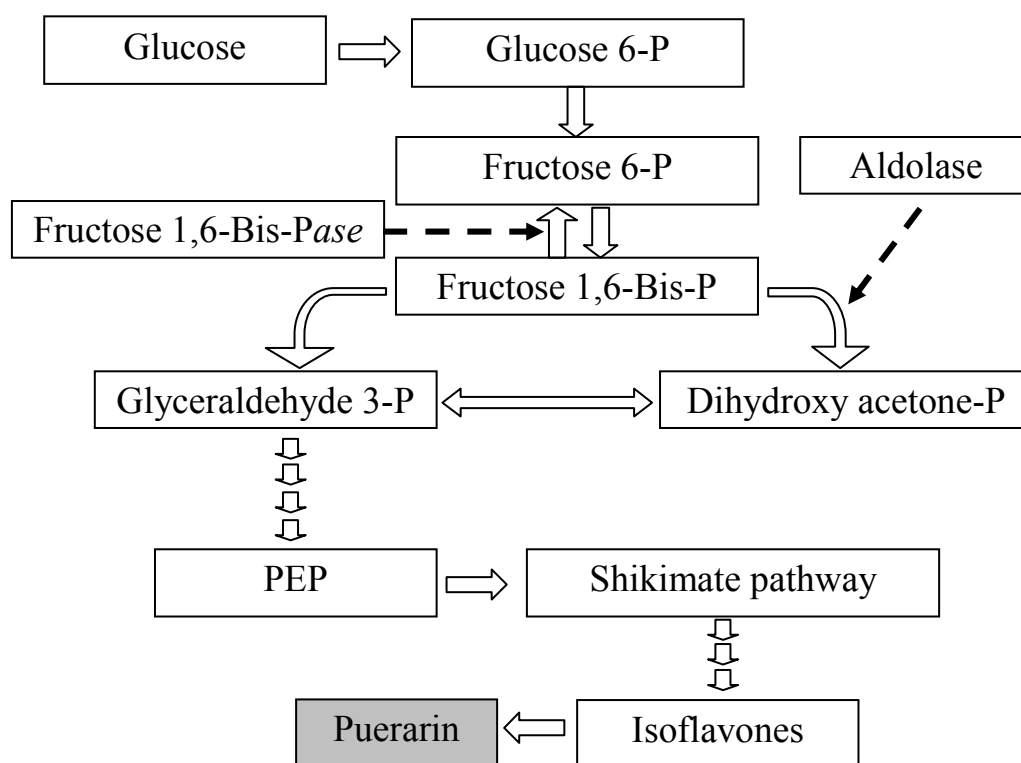 Glucose
Glucose 6-P
Fructose 6-P
Aldolase
Fructose 1,6-Bis-Pase
Fructose 1,6-Bis-P
Glyceraldehyde 3-P
Dihydroxy acetone-P
PEP
Shikimate pathway
Puerarin
Isoflavones